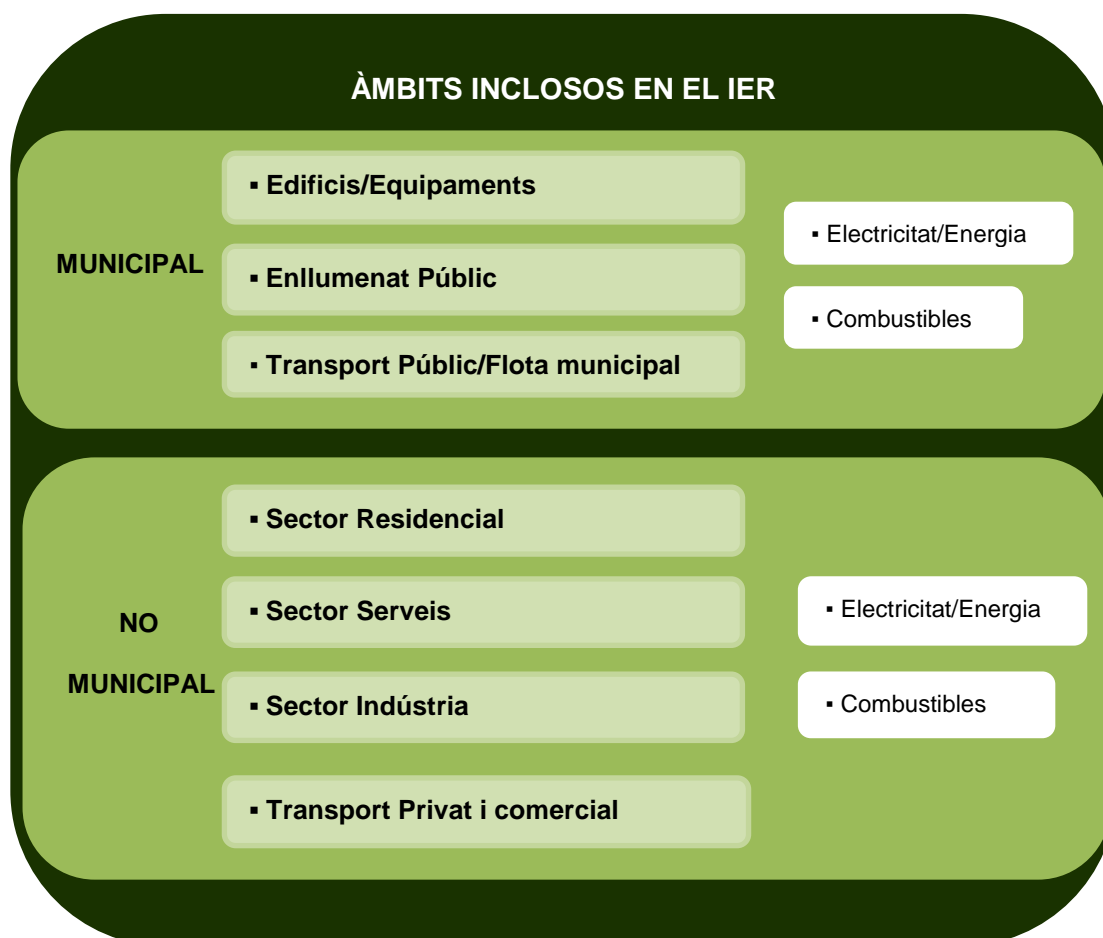 ÀMBITS INCLOSOS EN EL IER
MUNICIPAL
▪ Edificis/Equipaments
▪ Enllumenat Públic
▪ Transport Públic/Flota municipal
▪ Electricitat/Energia
▪ Combustibles
NO
MUNICIPAL
▪ Sector Residencial
▪ Sector Serveis
▪ Sector Indústria
▪ Transport Privat i comercial
▪ Electricitat/Energia
▪ Combustibles